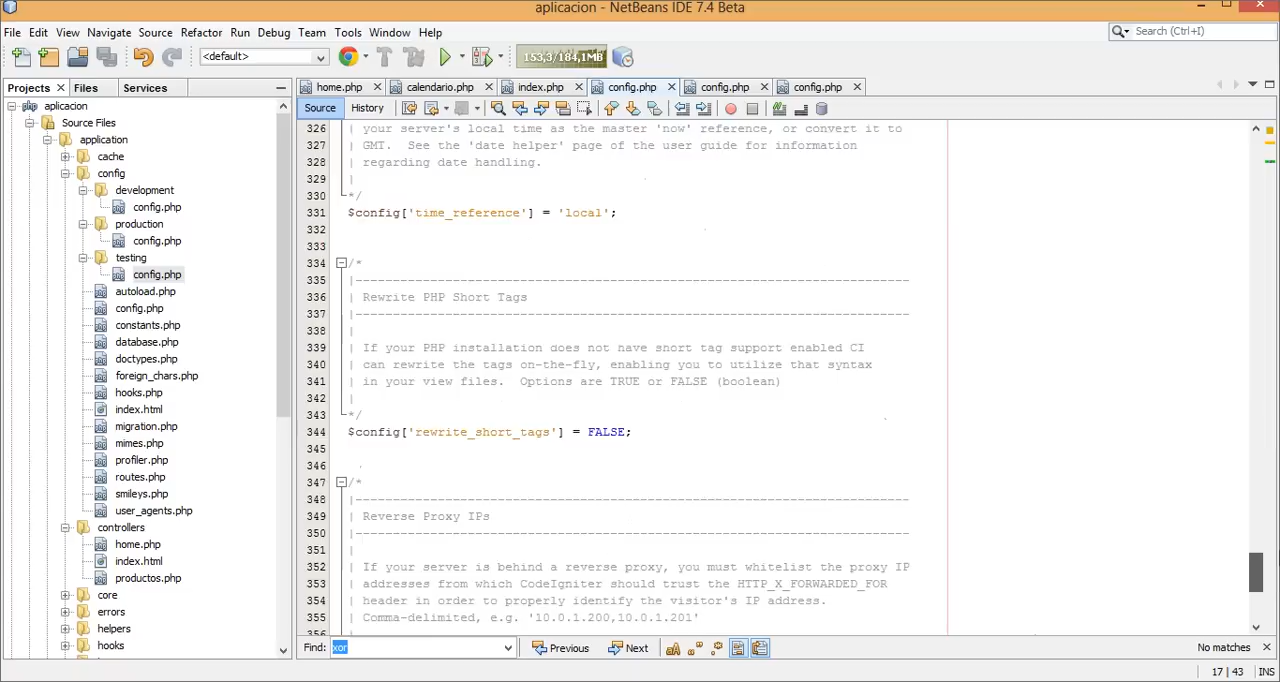 aplicacion - NetBeans IDE 7.4 Beta
File Edit View Navigate Source Refactor Run Debug Team Tools Window Help
Search (Ctrl+I)
<default>
153,3/184,1MB
Projects Files Services
home.php calendario.php index.php config.php config.php config.php
Source History
aplicacion
Source Files
application
cache
config
development
config.php
production
config.php
testing
config.php
autoload.php
config.php
constants.php
database.php
doctypes.php
foreign_chars.php
hooks.php
index.html
migration.php
mimes.php
profiler.php
routes.php
smileys.php
user_agents.php
controllers
home.php
index.html
productos.php
core
errors
helpers
hooks
326 | your server's local time as the master 'now' reference, or convert it to
327 | GMT.  See the 'date helper' page of the user guide for information
328 | regarding date handling.
329 |
330 */
331 $config['time_reference'] = 'local';
332
333
334 /*
335 |--------------------------------------------------------------------------
336 | Rewrite PHP Short Tags
337 |--------------------------------------------------------------------------
338 |
339 | If your PHP installation does not have short tag support enabled CI
340 | can rewrite the tags on-the-fly, enabling you to utilize that syntax
341 | in your view files.  Options are TRUE or FALSE (boolean)
342 |
343 */
344 $config['rewrite_short_tags'] = FALSE;
345
346
347 /*
348 |--------------------------------------------------------------------------
349 | Reverse Proxy IPs
350 |--------------------------------------------------------------------------
351 |
352 | If your server is behind a reverse proxy, you must whitelist the proxy IP
353 | addresses from which CodeIgniter should trust the HTTP_X_FORWARDED_FOR
354 | header in order to properly identify the visitor's IP address.
355 | Comma-delimited, e.g. '10.0.1.200,10.0.1.201'
356 |
Find: xor Previous Next No matches
17 | 43 INS